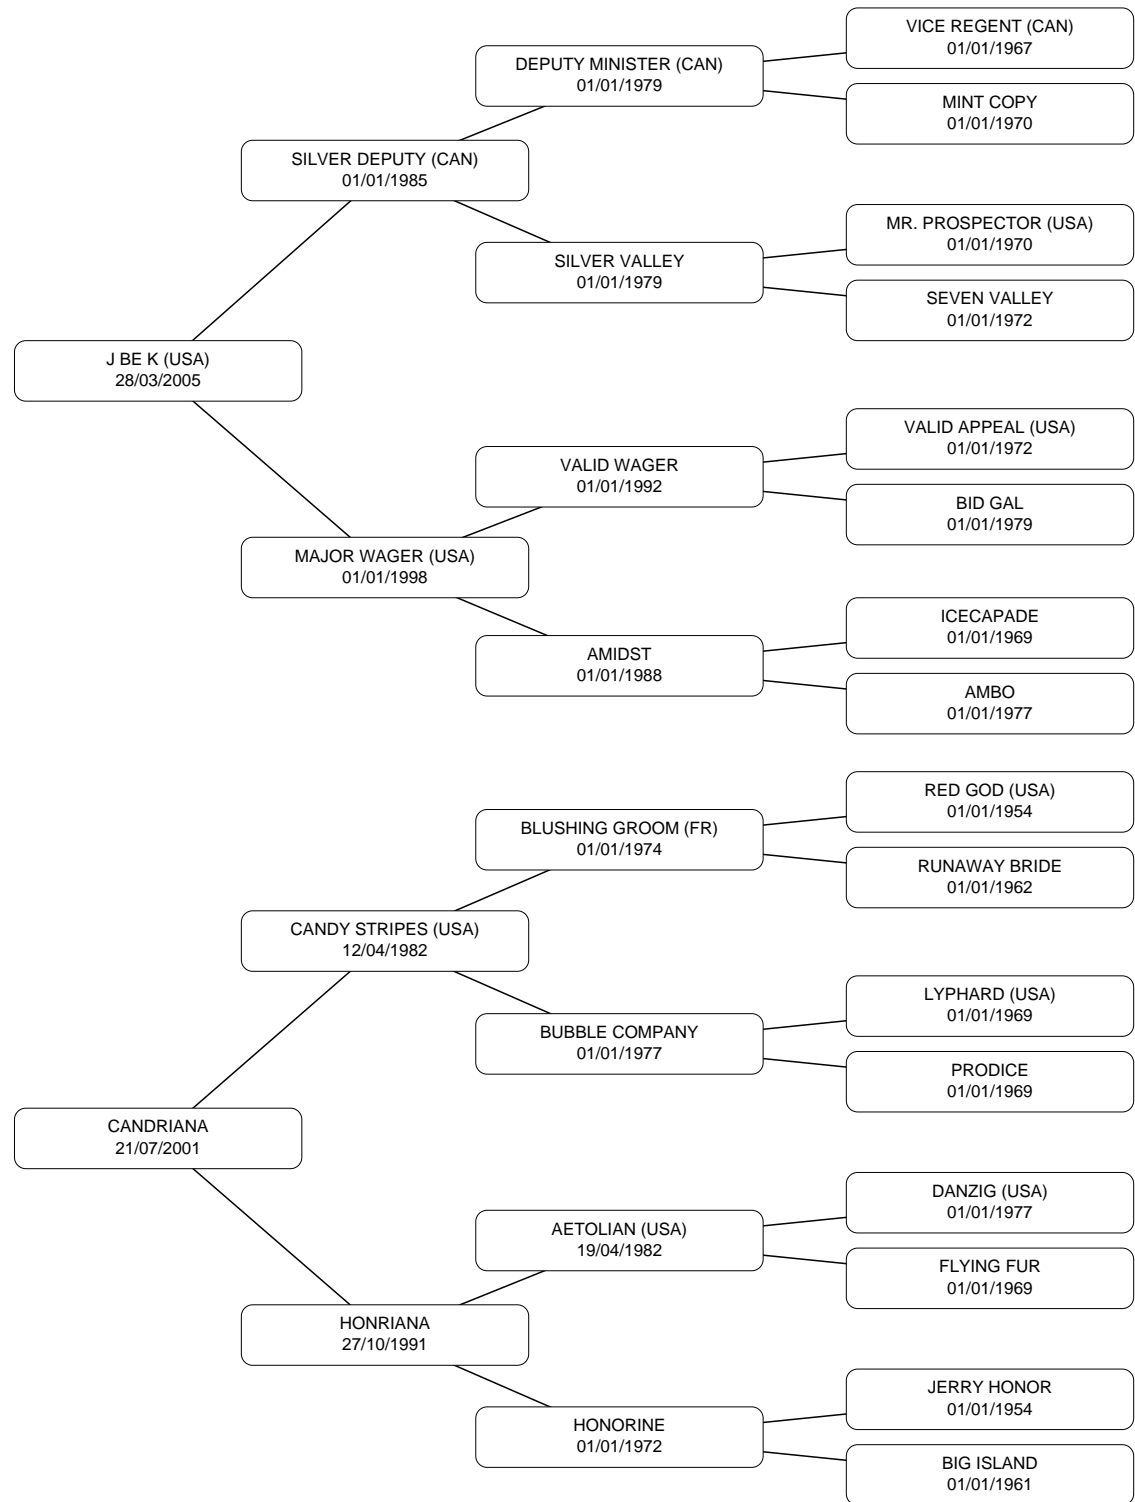 VICE REGENT (CAN)
01/01/1967
DEPUTY MINISTER (CAN)
01/01/1979
MINT COPY
01/01/1970
SILVER DEPUTY (CAN)
01/01/1985
MR. PROSPECTOR (USA)
01/01/1970
SILVER VALLEY
01/01/1979
SEVEN VALLEY
01/01/1972
J BE K (USA)
28/03/2005
VALID APPEAL (USA)
01/01/1972
VALID WAGER
01/01/1992
BID GAL
01/01/1979
MAJOR WAGER (USA)
01/01/1998
ICECAPADE
01/01/1969
AMIDST
01/01/1988
AMBO
01/01/1977
RED GOD (USA)
01/01/1954
BLUSHING GROOM (FR)
01/01/1974
RUNAWAY BRIDE
01/01/1962
CANDY STRIPES (USA)
12/04/1982
LYPHARD (USA)
01/01/1969
BUBBLE COMPANY
01/01/1977
PRODICE
01/01/1969
CANDRIANA
21/07/2001
DANZIG (USA)
01/01/1977
AETOLIAN (USA)
19/04/1982
FLYING FUR
01/01/1969
HONRIANA
27/10/1991
JERRY HONOR
01/01/1954
HONORINE
01/01/1972
BIG ISLAND
01/01/1961